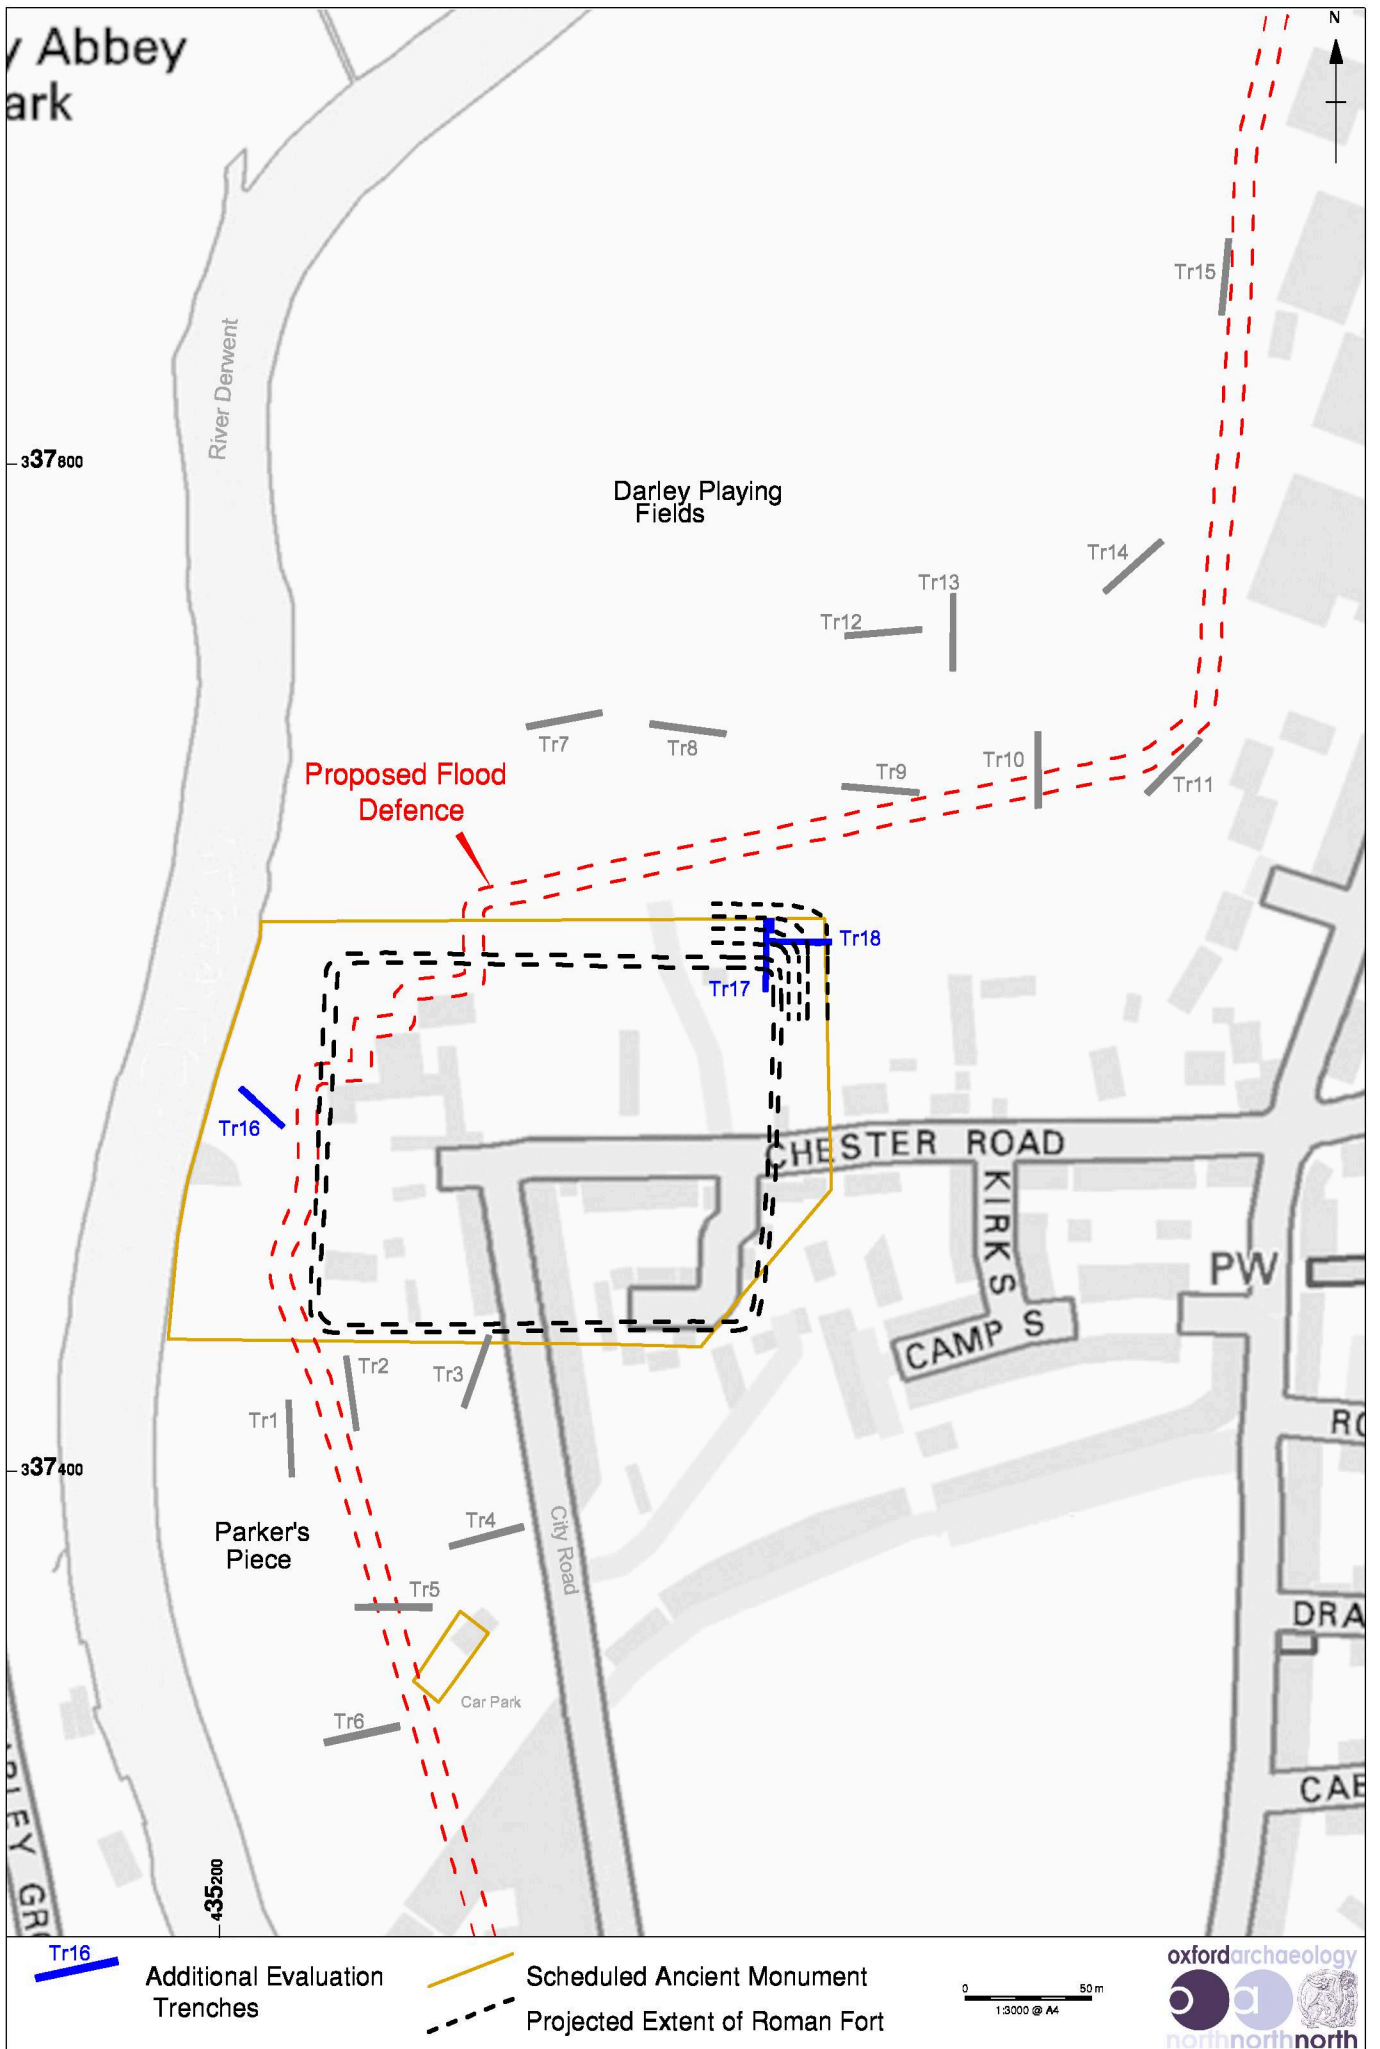 y Abbey
ark
N
Tr15
River Derwent
337800
Darley Playing
Fields
Tr14
Tr13
Tr12
Tr7
Tr8
Tr10
Tr9
Tr11
Proposed Flood
Defence
Tr18
Tr17
Tr16
CHESTER ROAD
KIRK S
PW
CAMP S
Tr2
Tr3
Tr1
RO
337400
Parker's
Piece
Tr4
City Road
Tr5
DRA
Car Park
Tr6
CAE
RLEY GRO
435200
Tr16
Additional Evaluation
Trenches
Scheduled Ancient Monument
Projected Extent of Roman Fort
0 50 m
1:3000 @ A4
oxfordarchaeology
oa
northnorthnorth